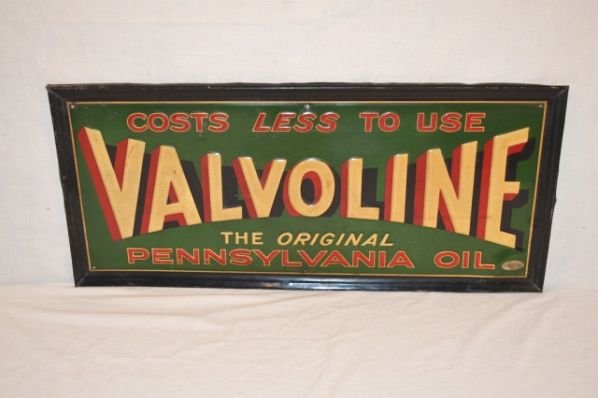 COSTS LESS TO USE
VALVOLINE
THE ORIGINAL
PENNSYLVANIA OIL